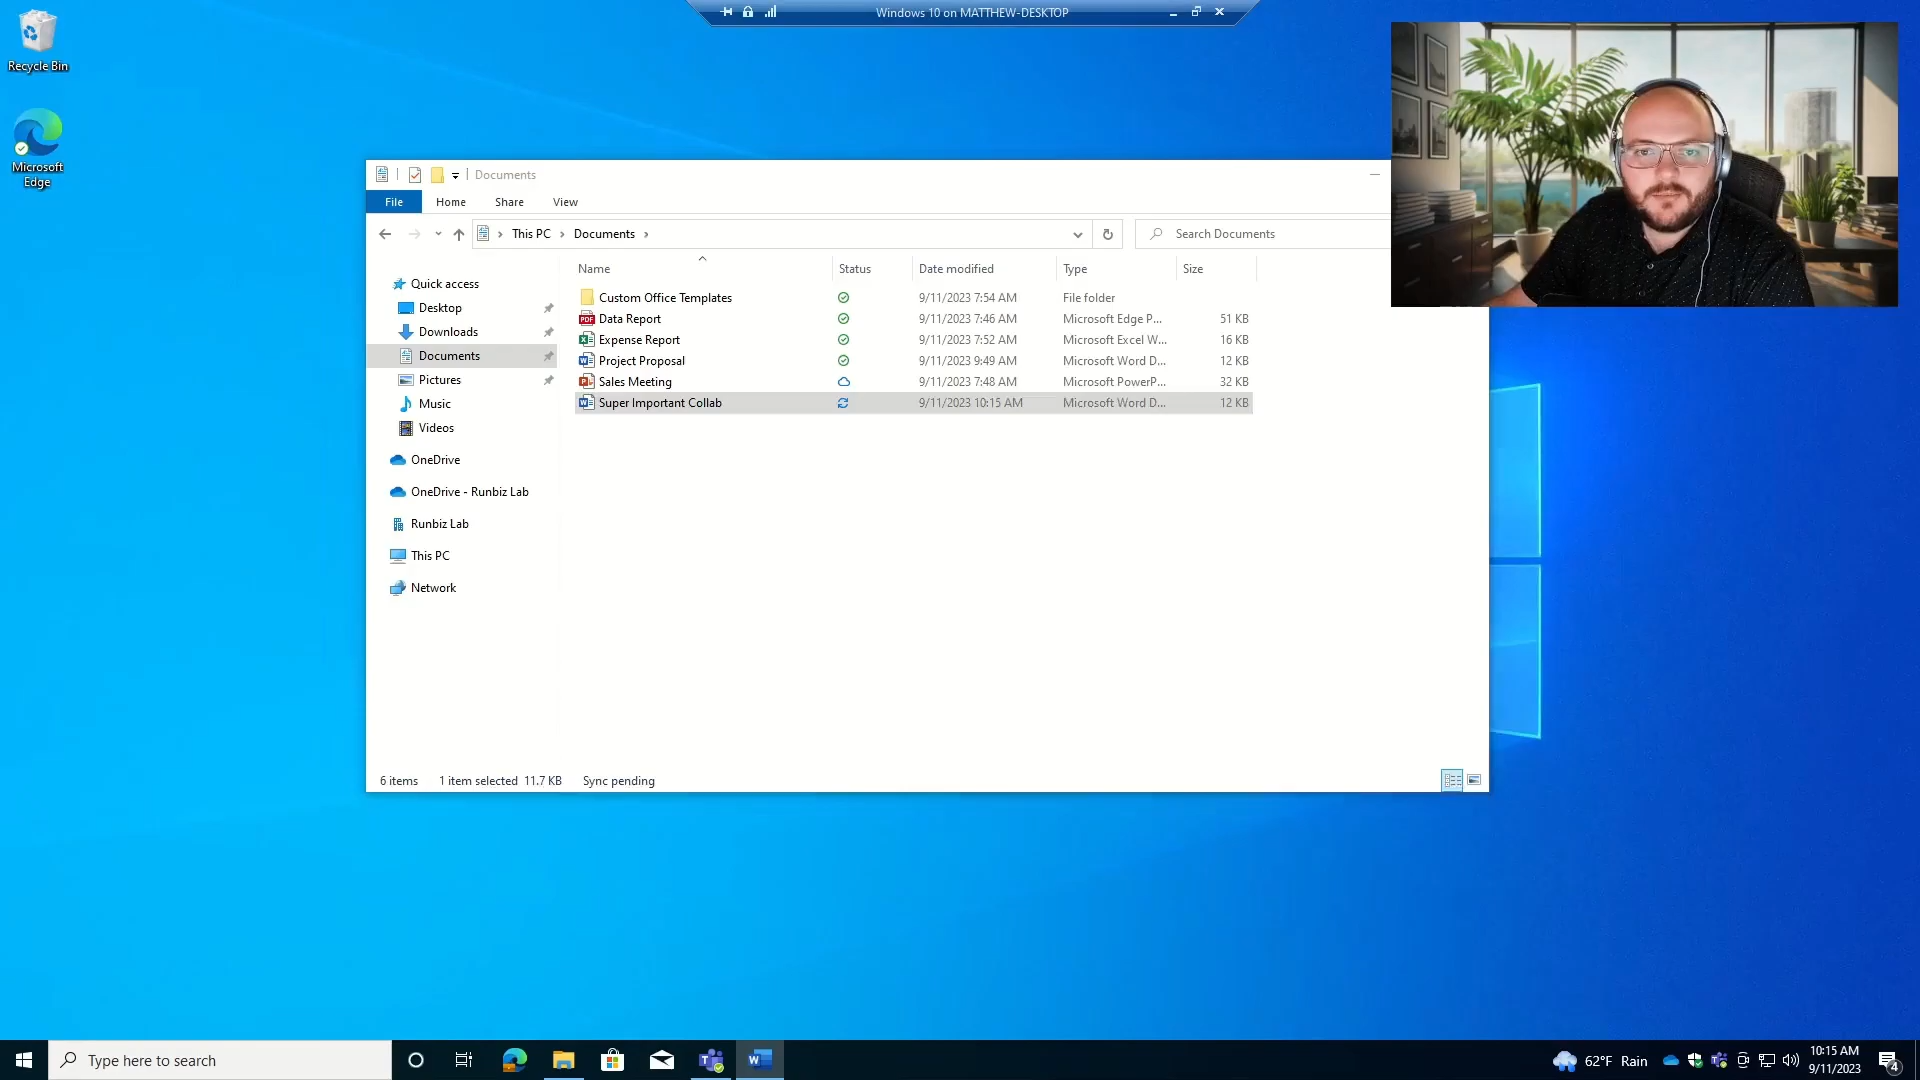 Windows 10 on MATTHEW-DESKTOP
Recycle Bin
Microsoft
Edge
Documents
File Home Share View
This PC Documents
Search Documents
Name Status Date modified Type Size
Quick access
Desktop
Downloads
Documents
Pictures
Music
Videos
OneDrive
OneDrive - Runbiz Lab
Runbiz Lab
This PC
Network
Custom Office Templates 9/11/2023 7:54 AM File folder
PDF Data Report 9/11/2023 7:46 AM Microsoft Edge P... 51 KB
Expense Report 9/11/2023 7:52 AM Microsoft Excel W... 16 KB
Project Proposal 9/11/2023 9:49 AM Microsoft Word D... 12 KB
Sales Meeting 9/11/2023 7:48 AM Microsoft PowerP... 32 KB
Super Important Collab 9/11/2023 10:15 AM Microsoft Word D... 12 KB
6 items 1 item selected 11.7 KB Sync pending
Type here to search
62°F Rain
10:15 AM
9/11/2023
4